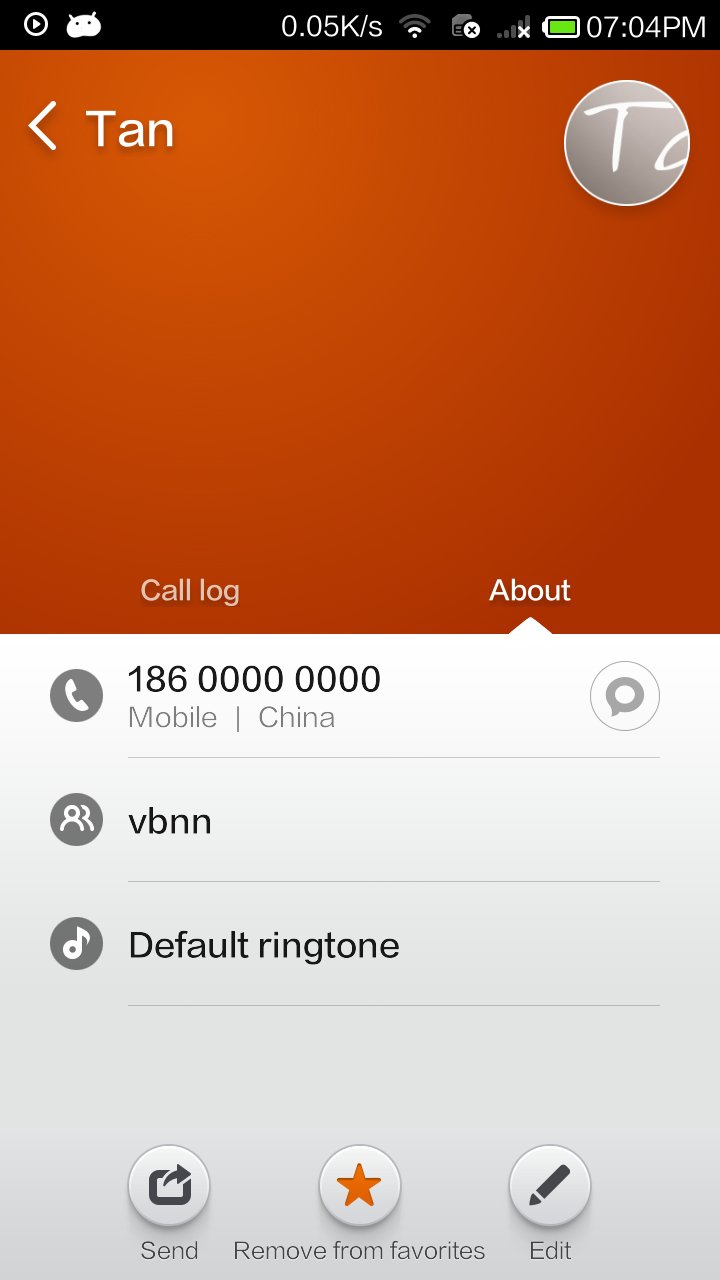 0.05K/s 07:04PM
Tan
Ta
Call log About
186 0000 0000
Mobile | China
vbnn
Default ringtone
Send Remove from favorites Edit